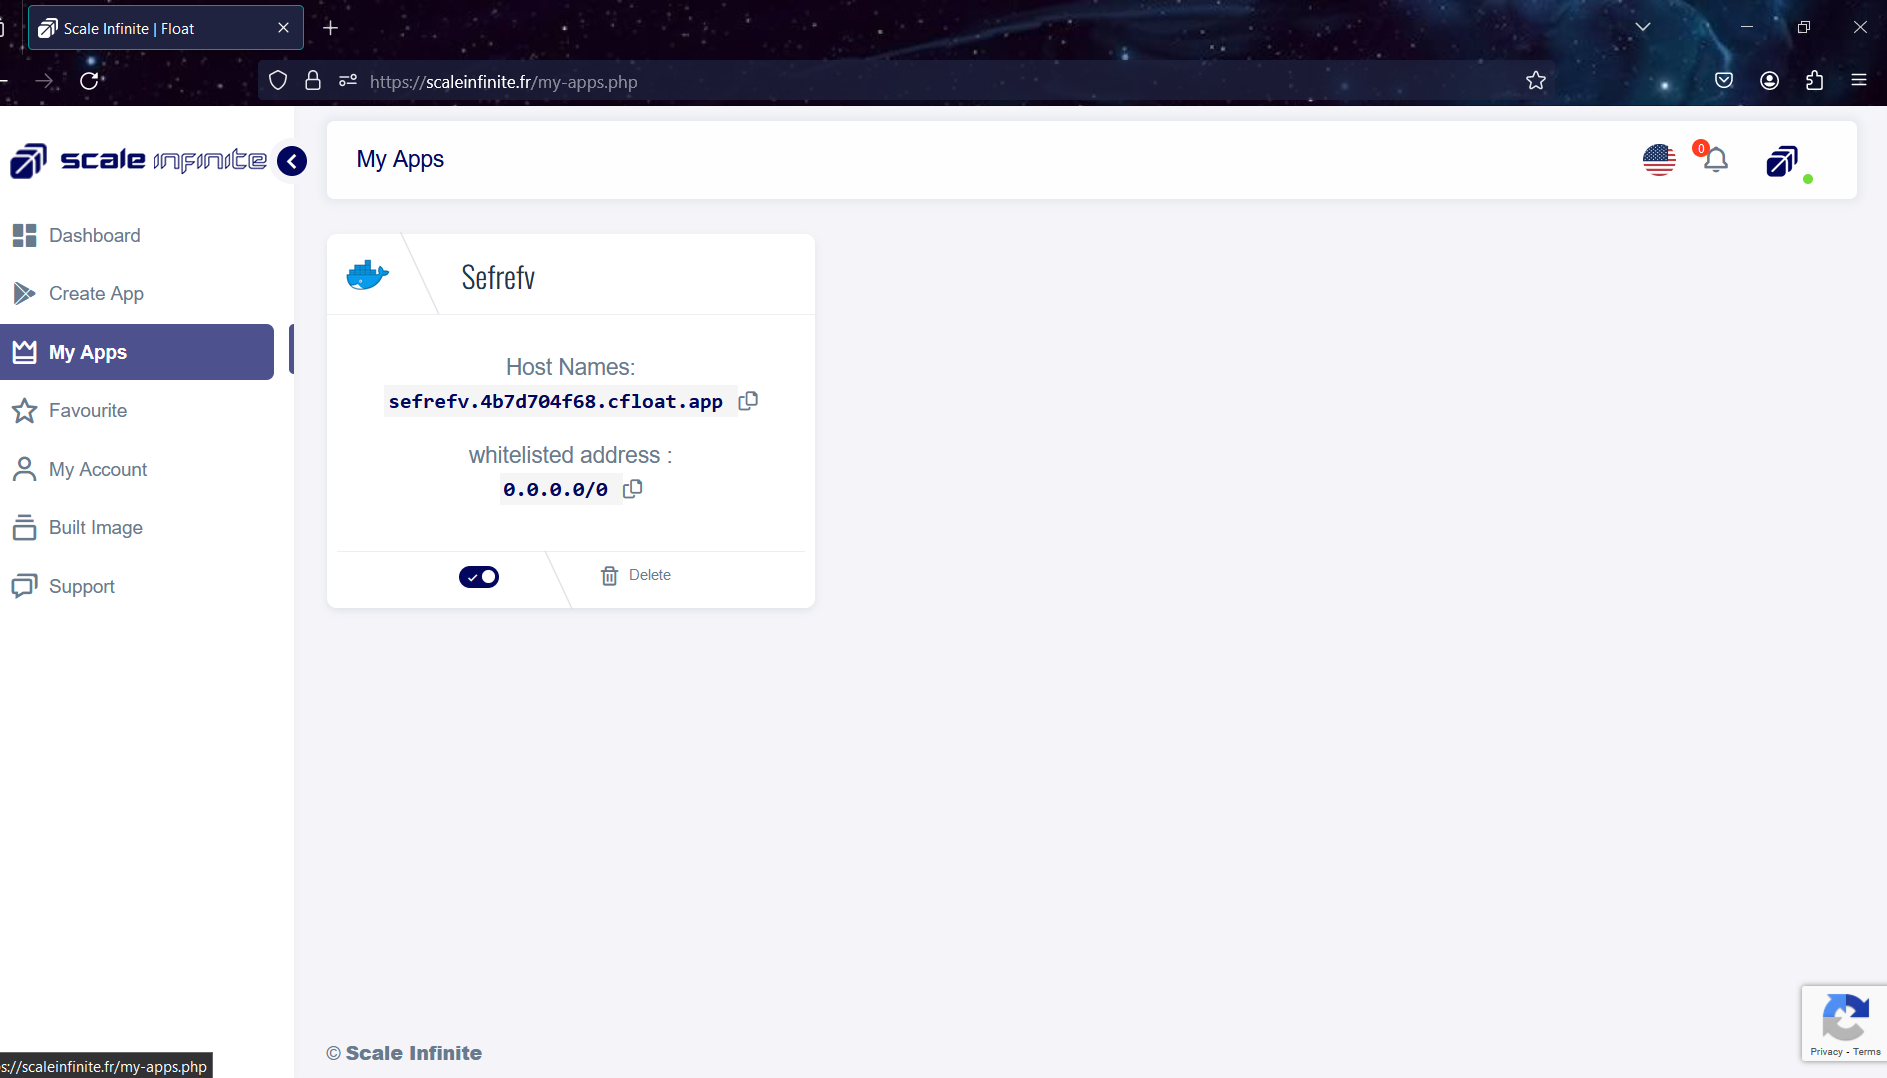 Scale Infinite | Float
https://scaleinfinite.fr/my-apps.php
scale infinite
My Apps
0
Dashboard
Create App
My Apps
Favourite
My Account
Built Image
Support
Sefrefv
Host Names:
sefrefv.4b7d704f68.cfloat.app
whitelisted address :
0.0.0.0/0
Delete
© Scale Infinite
Privacy - Terms
s://scaleinfinite.fr/my-apps.php